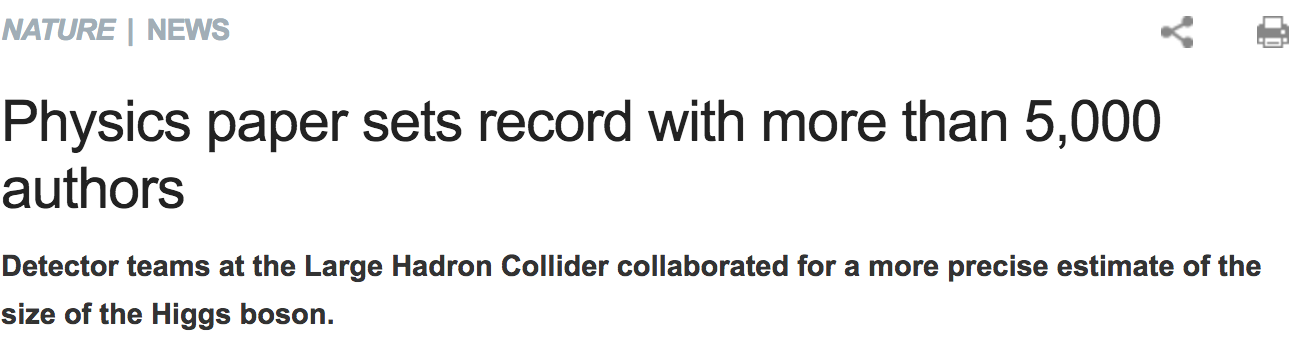 NATURE | NEWS
Physics paper sets record with more than 5,000
authors
Detector teams at the Large Hadron Collider collaborated for a more precise estimate of the
size of the Higgs boson.